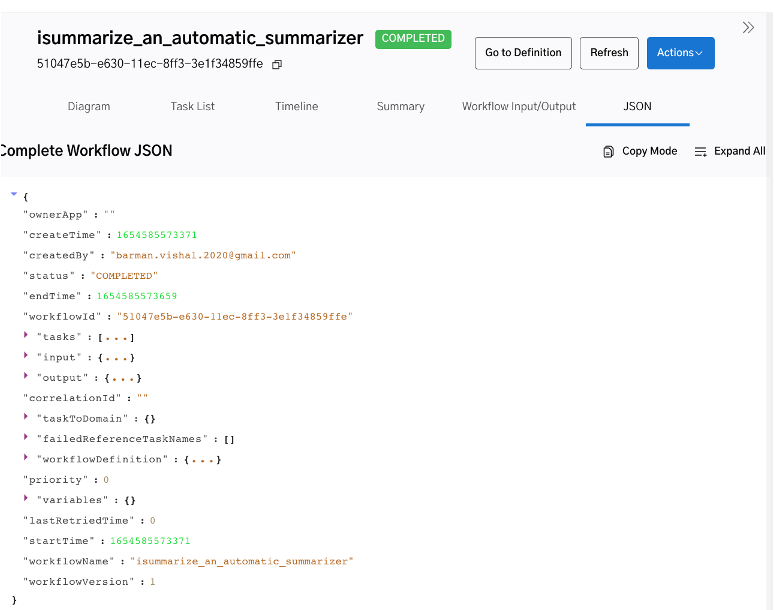 isummarize_an_automatic_summarizer COMPLETED
51047e5b-e630-11ec-8ff3-3e1f34859ffe
Go to Definition Refresh Actions
Diagram Task List Timeline Summary Workflow Input/Output JSON
Complete Workflow JSON Copy Mode Expand All
{
"ownerApp" : ""
"createTime" : 1654585573371
"createdBy" : "barman.vishal.2020@gmail.com"
"status" : "COMPLETED"
"endTime" : 1654585573659
"workflowId" : "51047e5b-e630-11ec-8ff3-3e1f34859ffe"
"tasks" : [...]
"input" : {...}
"output" : {...}
"correlationId" : ""
"taskToDomain" : {}
"failedReferenceTaskNames" : []
"workflowDefinition" : {...}
"priority" : 0
"variables" : {}
"lastRetriedTime" : 0
"startTime" : 1654585573371
"workflowName" : "isummarize_an_automatic_summarizer"
"workflowVersion" : 1
}